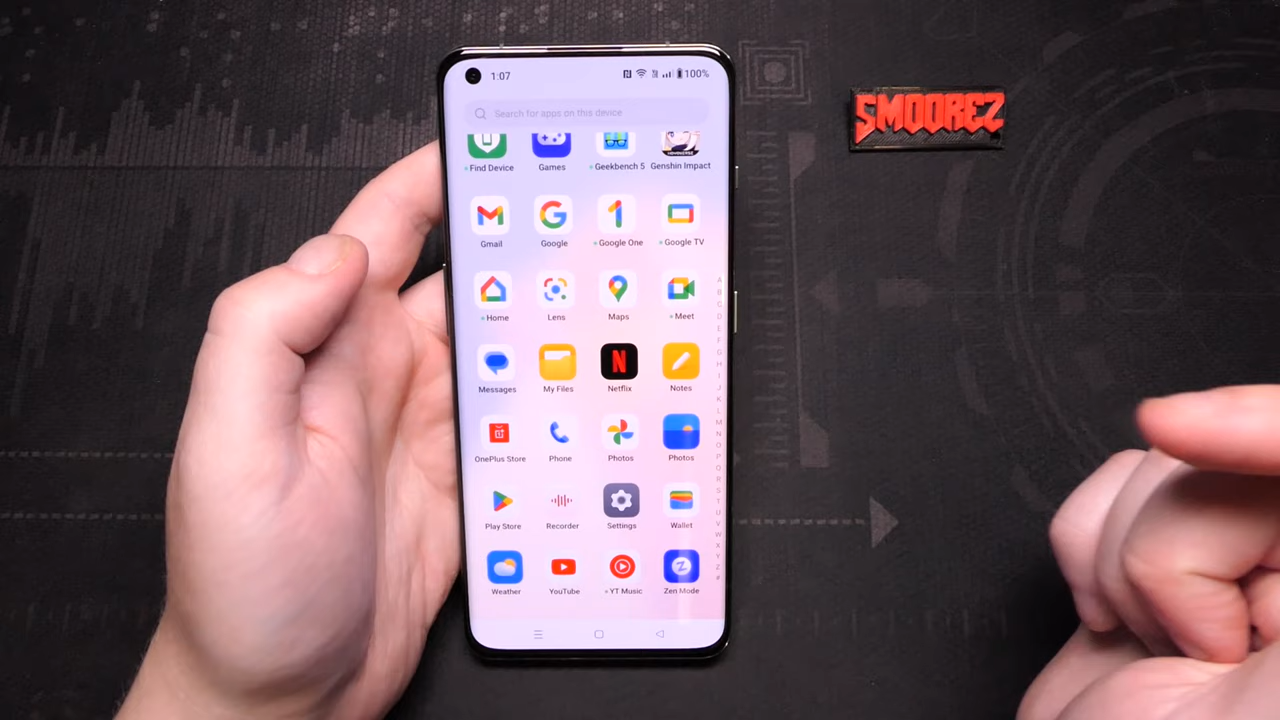 1:07
100%
Search for apps on this device
Find Device Games Geekbench 5 Genshin Impact
Gmail Google Google One Google TV
Home Lens Maps Meet
Messages My Files Netflix Notes
OnePlus Store Phone Photos Photos
Play Store Recorder Settings Wallet
Weather YouTube YT Music Zen Mode
SMOOREZ